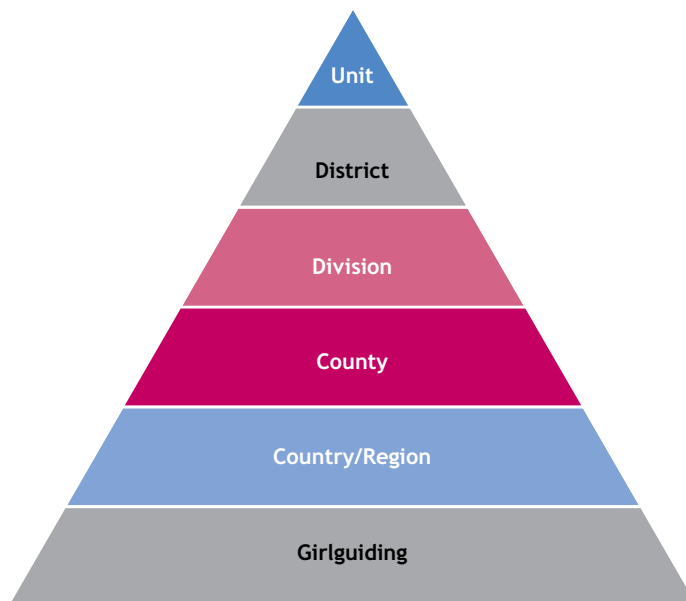 Unit
District
Division
County
Country/Region
Girlguiding